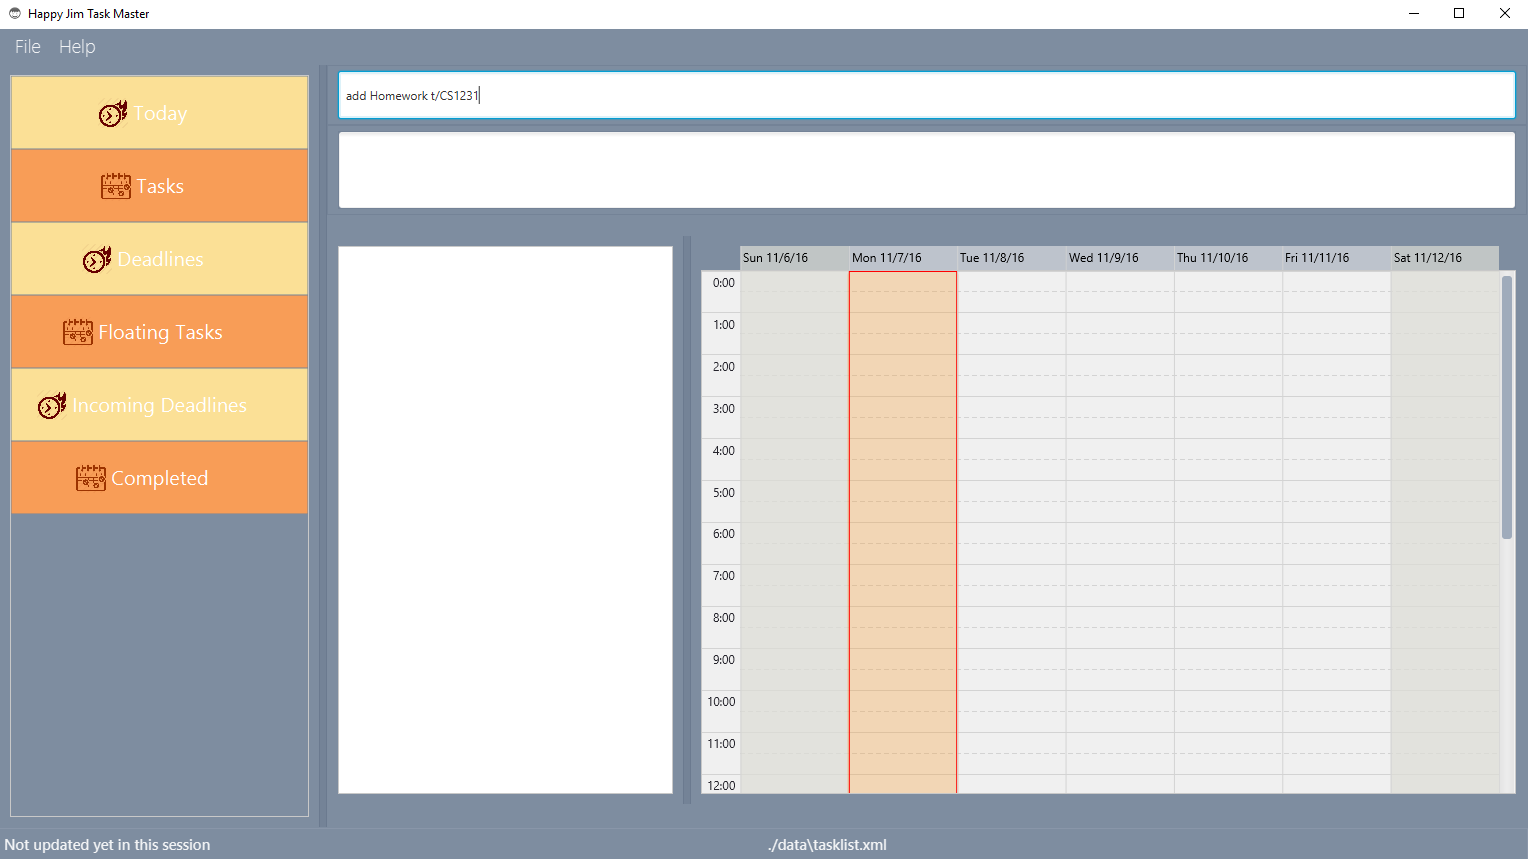 Happy Jim Task Master
File Help
Today
Tasks
Deadlines
Floating Tasks
Incoming Deadlines
Completed
add Homework t/CS1231
Sun 11/6/16 Mon 11/7/16 Tue 11/8/16 Wed 11/9/16 Thu 11/10/16 Fri 11/11/16 Sat 11/12/16
0:00
1:00
2:00
3:00
4:00
5:00
6:00
7:00
8:00
9:00
10:00
11:00
12:00
Not updated yet in this session ./data\tasklist.xml